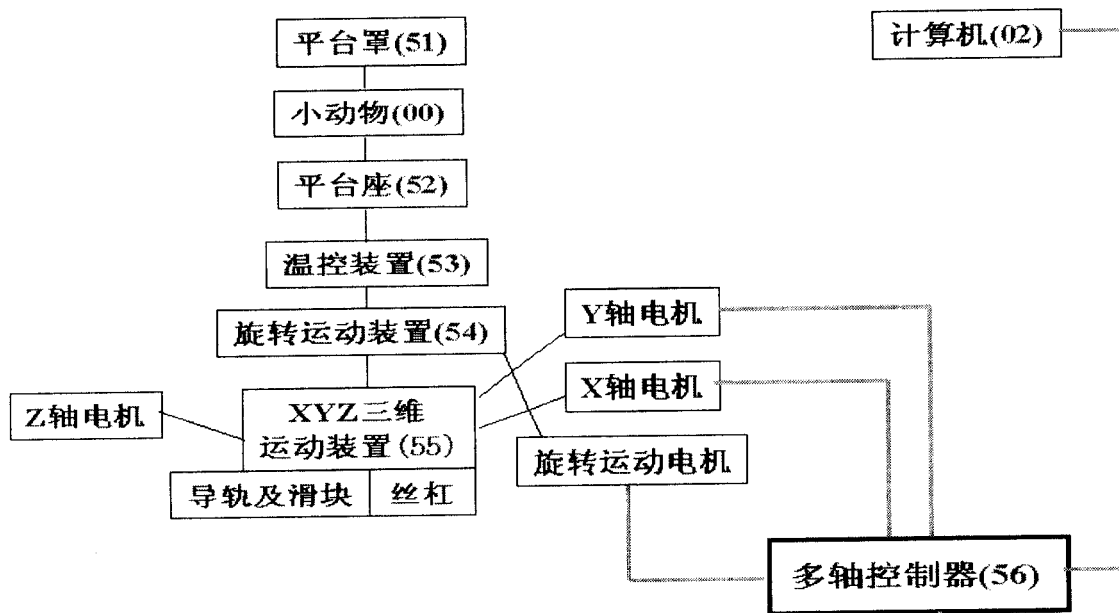 平台罩(51)
计算机(02)
小动物(00)
平台座(52)
温控装置(53)
旋转运动装置(54)
Y轴电机
X轴电机
Z轴电机
XYZ三维
运动装置(55)
旋转运动电机
导轨及滑块
丝杠
多轴控制器(56)